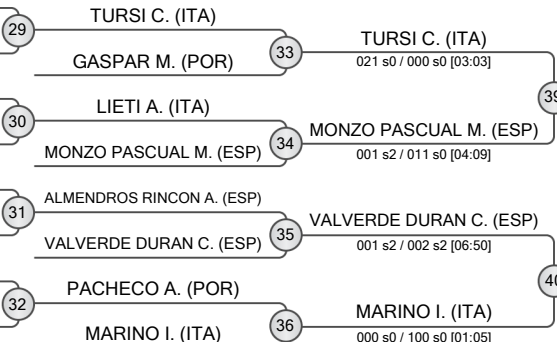 29
TURSI C. (ITA)
GASPAR M. (POR)
33
TURSI C. (ITA)
021 s0 / 000 s0 [03:03]
39
30
LIETI A. (ITA)
MONZO PASCUAL M. (ESP)
34
MONZO PASCUAL M. (ESP)
001 s2 / 011 s0 [04:09]
31
ALMENDROS RINCON A. (ESP)
VALVERDE DURAN C. (ESP)
35
VALVERDE DURAN C. (ESP)
001 s2 / 002 s2 [06:50]
40
32
PACHECO A. (POR)
MARINO I. (ITA)
36
MARINO I. (ITA)
000 s0 / 100 s0 [01:05]